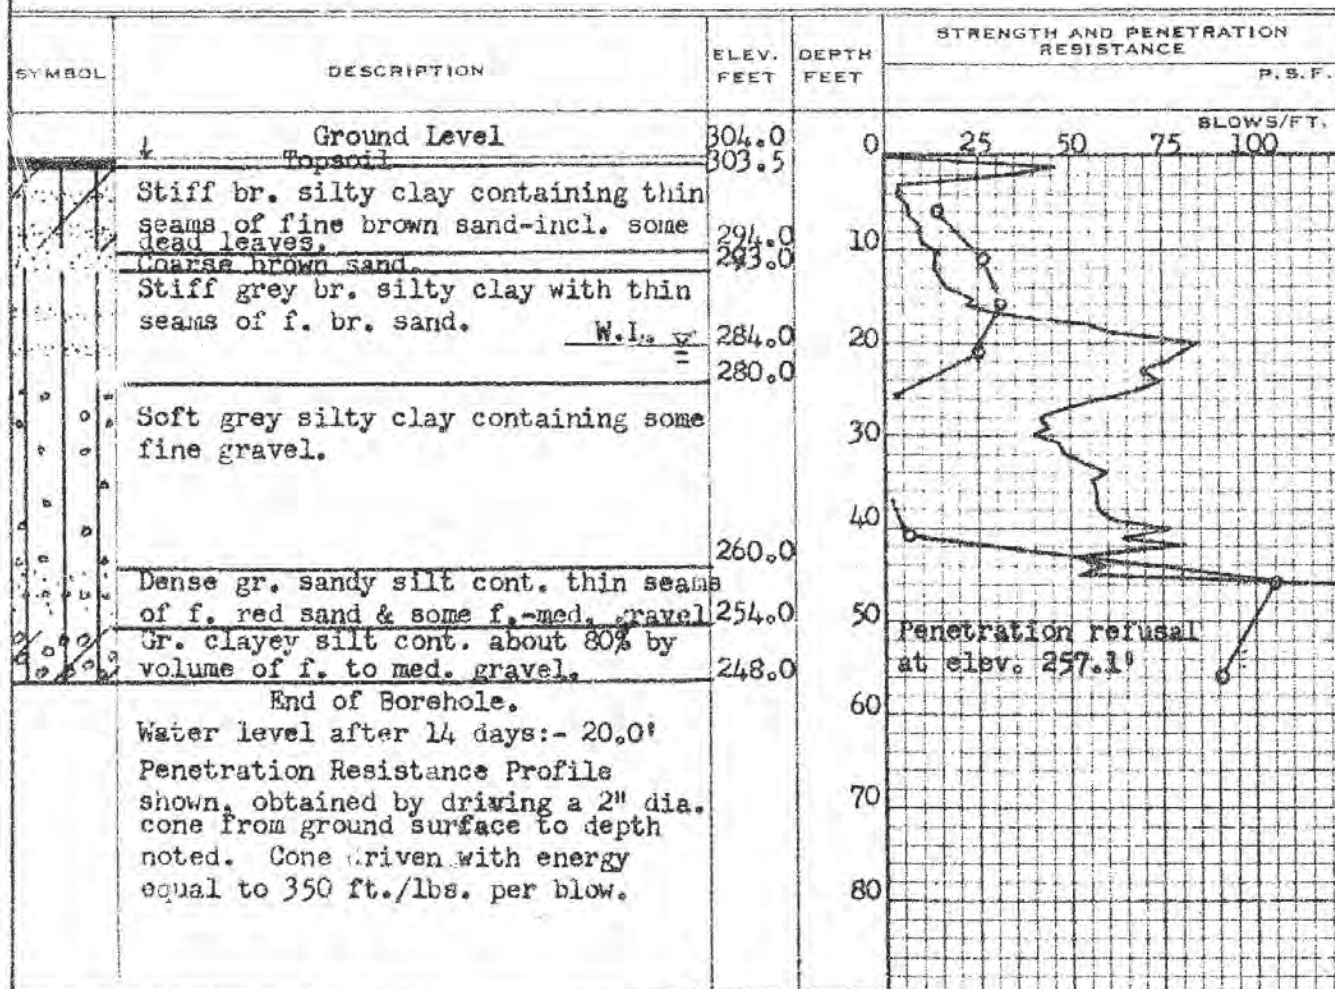 SYMBOL
DESCRIPTION
ELEV.
FEET
DEPTH
FEET
STRENGTH AND PENETRATION
RESISTANCE
P.S.F.
BLOWS/FT.
0 25 50 75 100
Ground Level 304.0
Topsoil 303.5
Stiff br. silty clay containing thin
seams of fine brown sand-incl. some
dead leaves. 294.0
10
Coarse brown sand. 293.0
Stiff grey br. silty clay with thin
seams of f. br. sand.
W.L. 284.0
20
280.0
Soft grey silty clay containing some
fine gravel.
30
40
260.0
Dense gr. sandy silt cont. thin seams
of f. red sand & some f.-med. gravel 254.0
50
Gr. clayey silt cont. about 80% by
volume of f. to med. gravel. 248.0
Penetration refusal
at elev. 257.1'
60
End of Borehole.
Water level after 14 days:- 20.0'
Penetration Resistance Profile
shown, obtained by driving a 2" dia.
cone from ground surface to depth
noted. Cone driven with energy
equal to 350 ft./lbs. per blow.
70
80